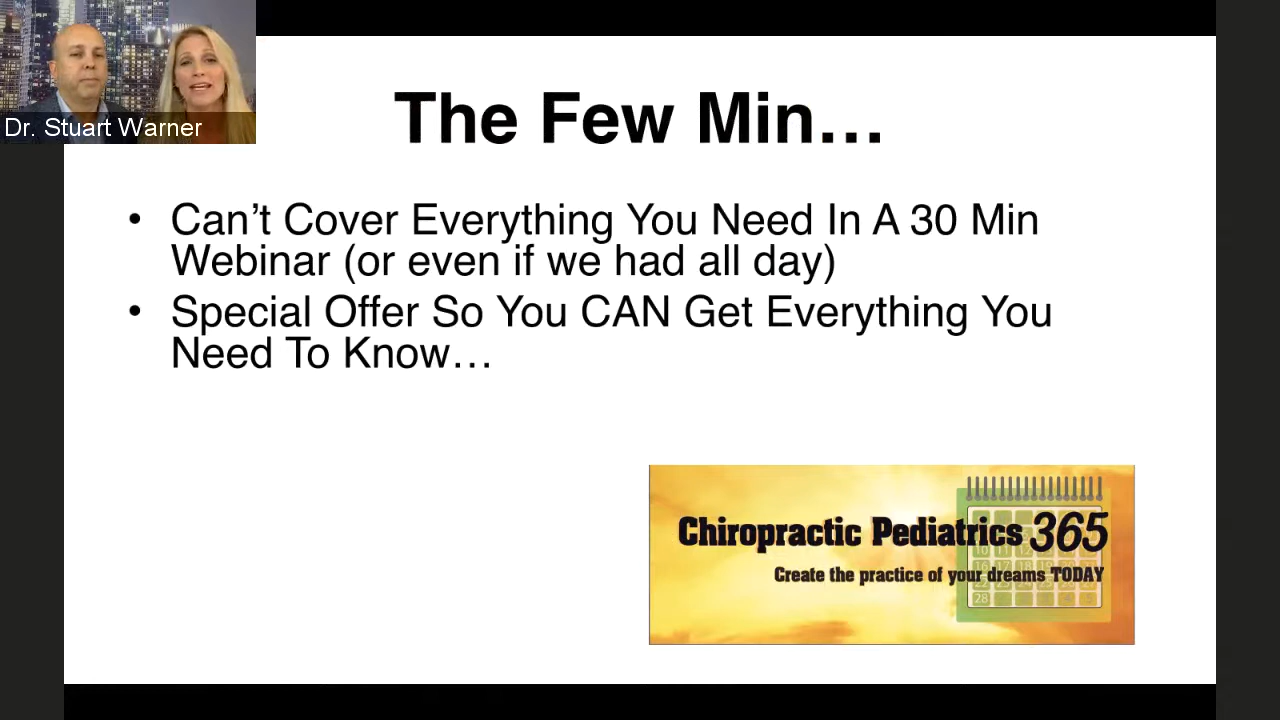 Dr. Stuart Warner
The Few Min…
• Can’t Cover Everything You Need In A 30 Min
Webinar (or even if we had all day)
• Special Offer So You CAN Get Everything You
Need To Know…
Chiropractic Pediatrics 365
Create the practice of your dreams TODAY
28